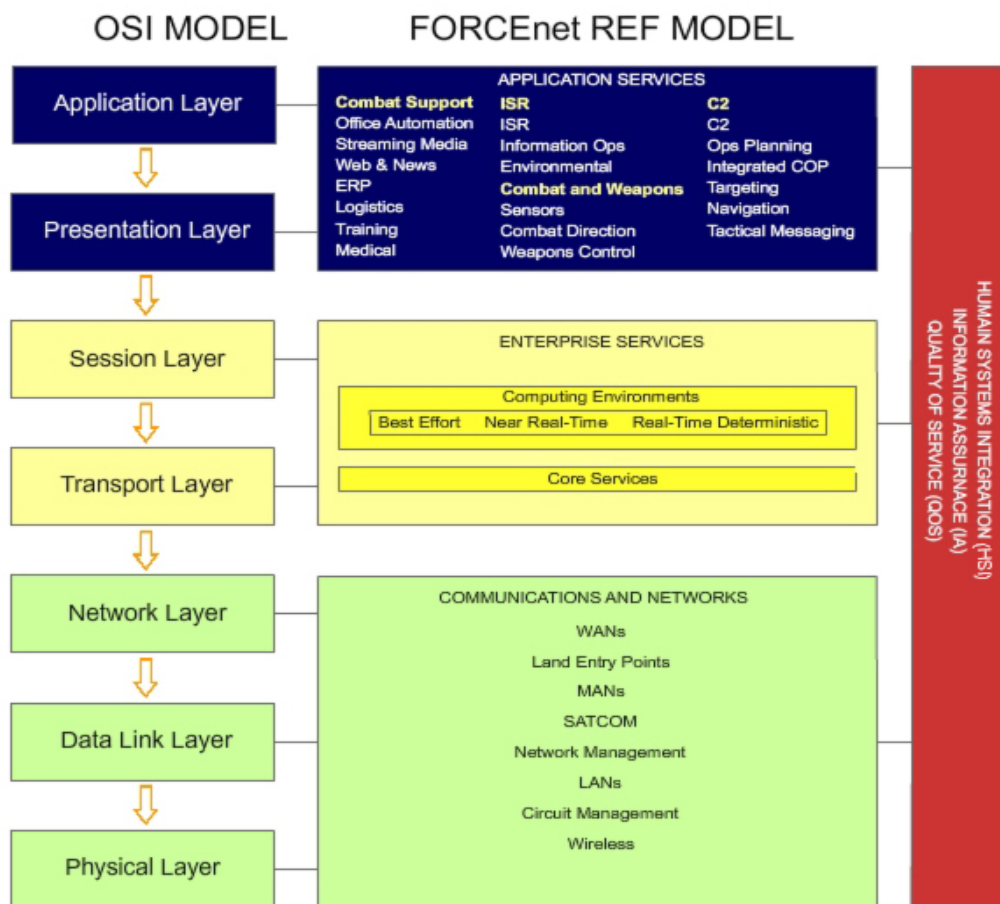 OSI MODEL
FORCEnet REF MODEL
Application Layer
Presentation Layer
Session Layer
Transport Layer
Network Layer
Data Link Layer
Physical Layer
APPLICATION SERVICES
Combat Support
Office Automation
Streaming Media
Web & News
ERP
Logistics
Training
Medical
ISR
ISR
Information Ops
Environmental
Combat and Weapons
Sensors
Combat Direction
Weapons Control
C2
C2
Ops Planning
Integrated COP
Targeting
Navigation
Tactical Messaging
ENTERPRISE SERVICES
Computing Environments
Best Effort Near Real-Time Real-Time Deterministic
Core Services
COMMUNICATIONS AND NETWORKS
WANs
Land Entry Points
MANs
SATCOM
Network Management
LANs
Circuit Management
Wireless
HUMAIN SYSTEMS INTEGRATION (HSI)
INFORMATION ASSURNACE (IA)
QUALITY OF SERVICE (QOS)